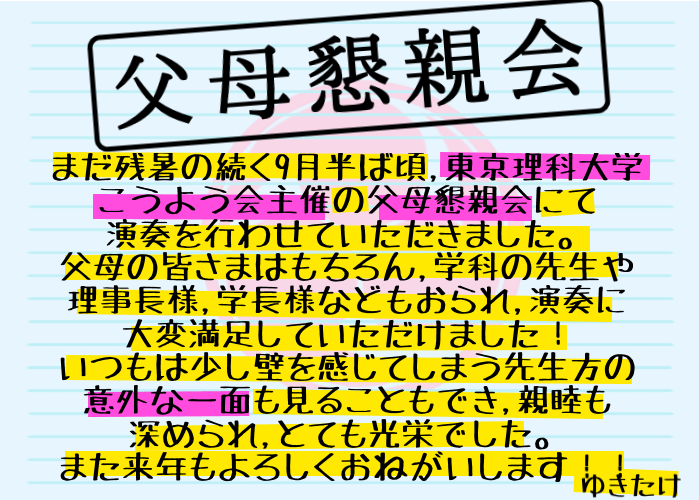 父母懇親会
まだ残暑の続く9月半ば頃,東京理科大学
こうよう会主催の父母懇親会にて
演奏を行わせていただきました。
父母の皆さまはもちろん,学科の先生や
理事長様,学長様などもおられ,演奏に
大変満足していただけました！
いつもは少し壁を感じてしまう先生方の
意外な一面も見ることもでき,親睦も
深められ,とても光栄でした。
また来年もよろしくおねがいします！！
ゆきたけ